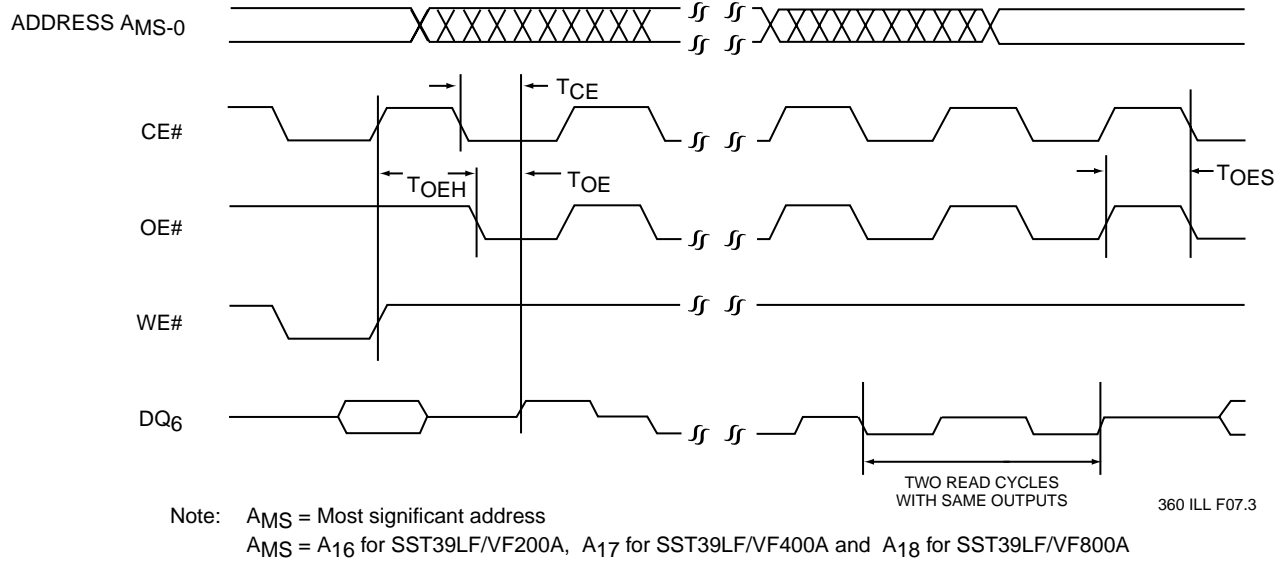 ADDRESS AMS-0
TCE
CE#
TOEH
TOE
TOES
OE#
WE#
DQ6
TWO READ CYCLES
WITH SAME OUTPUTS
360 ILL F07.3
Note: AMS = Most significant address
AMS = A16 for SST39LF/VF200A, A17 for SST39LF/VF400A and A18 for SST39LF/VF800A